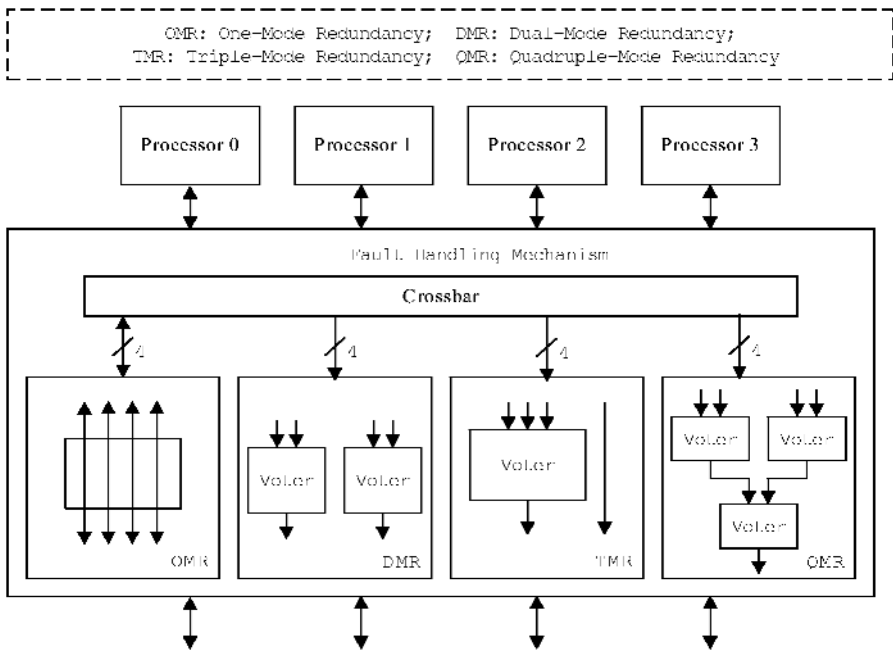 OMR: One-Mode Redundancy; DMR: Dual-Mode Redundancy;
TMR: Triple-Mode Redundancy; QMR: Quadruple-Mode Redundancy
Processor 0
Processor 1
Processor 2
Processor 3
Fault Handling Mechanism
Crossbar
4
4
4
4
Voter
Voter
Voter
Voter
Voter
Voter
OMR
DMR
TMR
QMR